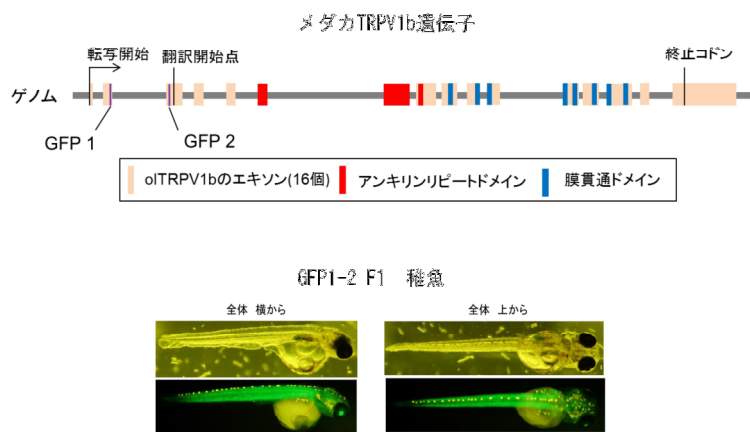 メダカTRPV1b遺伝子
転写開始
翻訳開始点
終止コドン
ゲノム
GFP 1
GFP 2
olTRPV1bのエキソン(16個)
アンキリンリピートドメイン
膜貫通ドメイン
GFP1-2 F1 稚魚
全体 横から
全体 上から